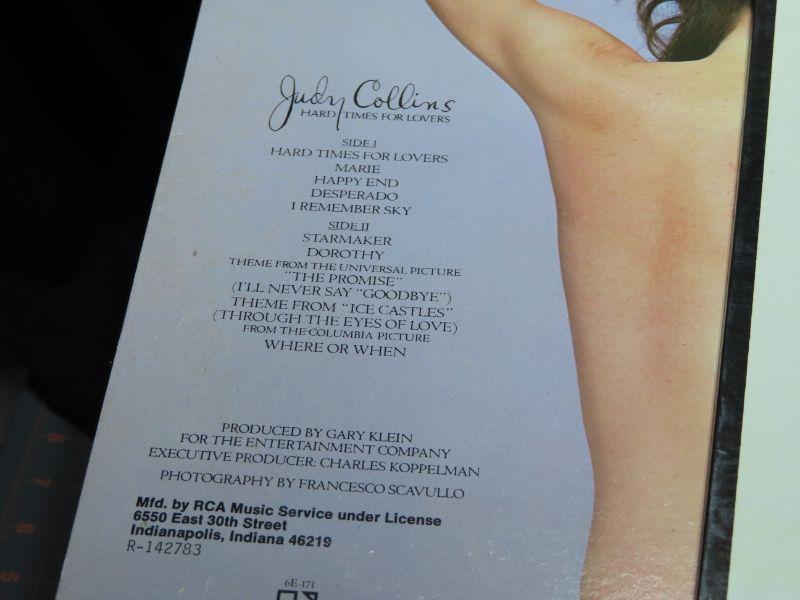 Judy Collins
HARD TIMES FOR LOVERS
SIDE I
HARD TIMES FOR LOVERS
MARIE
HAPPY END
DESPERADO
I REMEMBER SKY
SIDE II
STARMAKER
DOROTHY
THEME FROM THE UNIVERSAL PICTURE
"THE PROMISE"
(I'LL NEVER SAY "GOODBYE")
THEME FROM "ICE CASTLES"
(THROUGH THE EYES OF LOVE)
FROM THE COLUMBIA PICTURE
WHERE OR WHEN
PRODUCED BY GARY KLEIN
FOR THE ENTERTAINMENT COMPANY
EXECUTIVE PRODUCER: CHARLES KOPPELMAN
PHOTOGRAPHY BY FRANCESCO SCAVULLO
Mfd. by RCA Music Service under License
6550 East 30th Street
Indianapolis, Indiana 46219
R-142783
6E-171
8
7
6
5